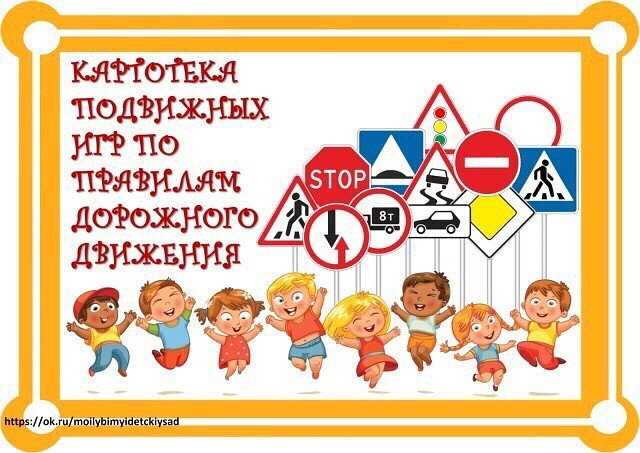 КАРТОТЕКА
ПОДВИЖНЫХ
ИГР ПО
ПРАВИЛАМ
ДОРОЖНОГО
ДВИЖЕНИЯ
STOP
8т
https://ok.ru/moilybimyidetckiysad